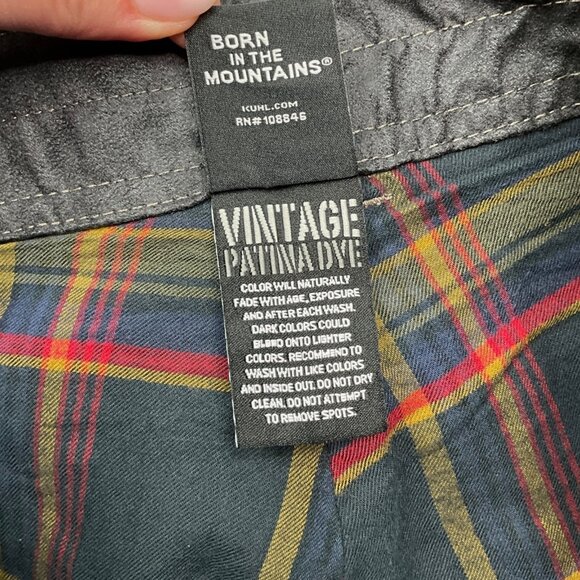 BORN
IN THE
MOUNTAINS®
KUHL.COM
RN#108846
VINTAGE
PATINA DYE
COLOR WILL NATURALLY
FADE WITH AGE, EXPOSURE
AND AFTER EACH WASH.
DARK COLORS COULD
BLEED ONTO LIGHTER
COLORS. RECOMMEND TO
WASH WITH LIKE COLORS
AND INSIDE OUT. DO NOT DRY
CLEAN. DO NOT ATTEMPT
TO REMOVE SPOTS.